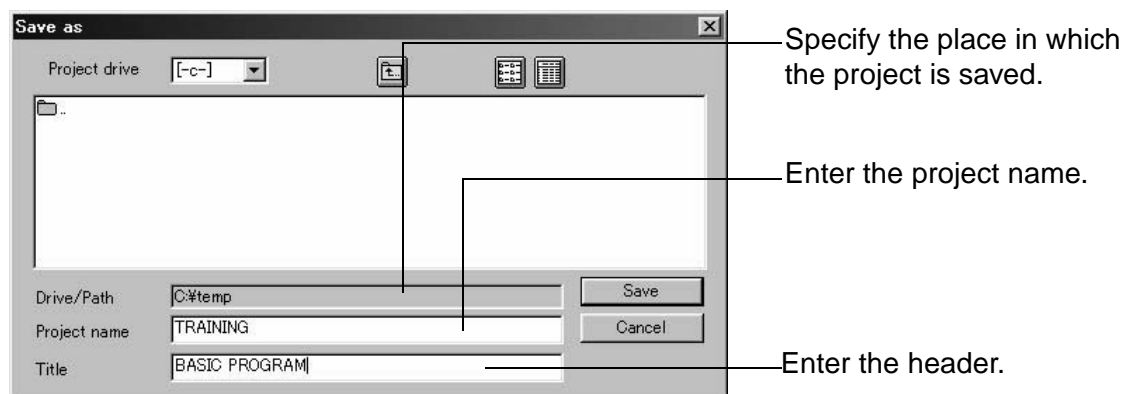 Save as
Specify the place in which
the project is saved.
Project drive [-c-]
..
Enter the project name.
Drive/Path C:¥temp Save
Project name TRAINING Cancel
Title BASIC PROGRAM
Enter the header.